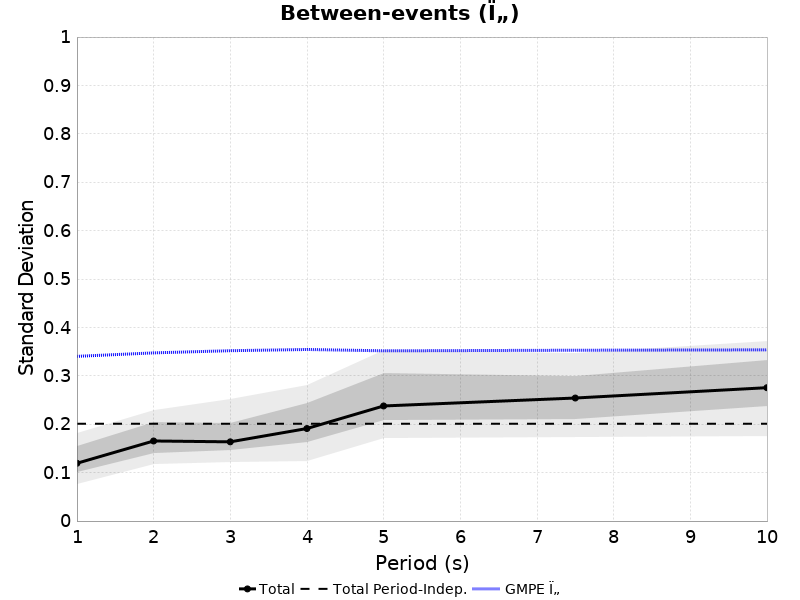 Between-events (Ï„)
1
0.9
0.8
0.7
0.6
0.5
0.4
0.3
0.2
0.1
0
Standard Deviation
1 2 3 4 5 6 7 8 9 10
Period (s)
Total Total Period-Indep. GMPE Ï„